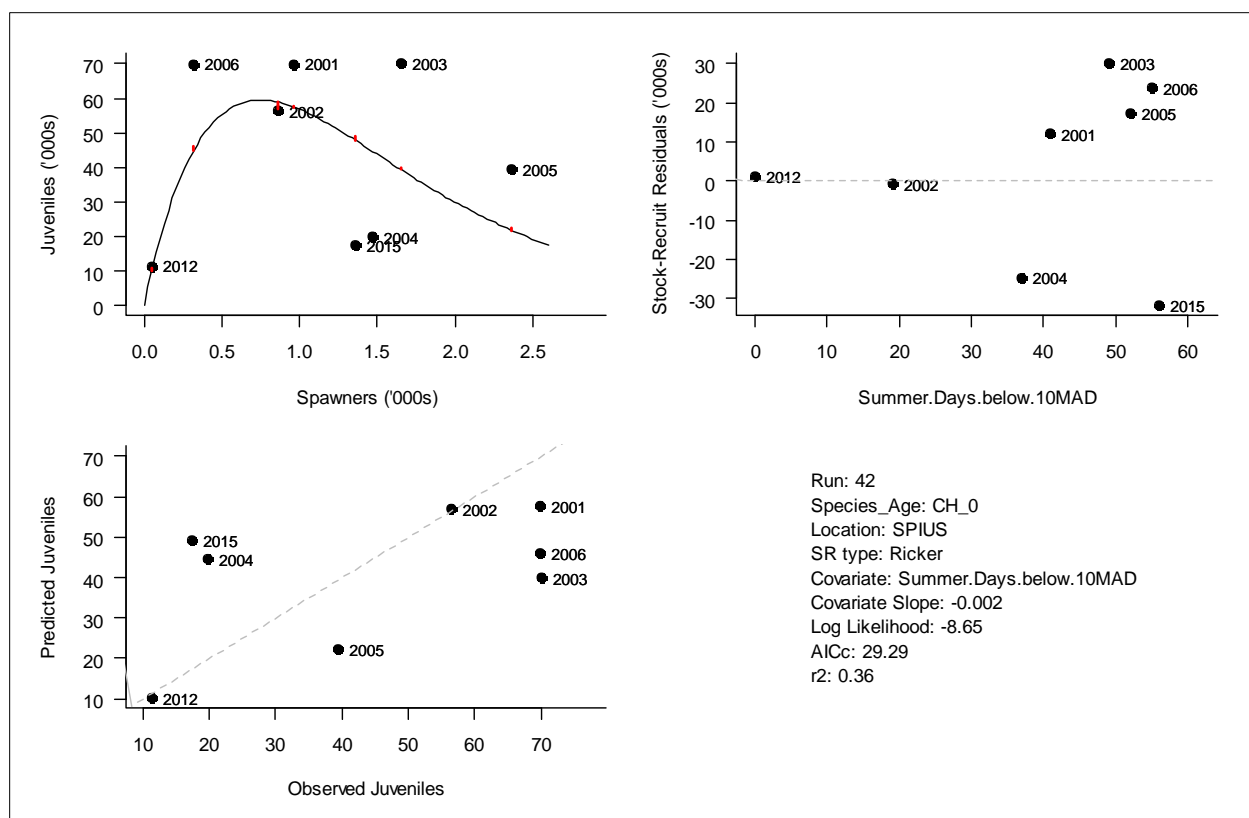 Juveniles ('000s)
70
60
50
40
30
20
10
0
2006
2001
2003
2002
2005
2004
2015
2012
0.0 0.5 1.0 1.5 2.0 2.5
Spawners ('000s)
Stock-Recruit Residuals ('000s)
30
20
10
0
-10
-20
-30
2003
2006
2005
2001
2012
2002
2004
2015
0 10 20 30 40 50 60
Summer.Days.below.10MAD
Predicted Juveniles
70
60
50
40
30
20
10
2002
2001
2015
2004
2006
2003
2005
2012
10 20 30 40 50 60 70
Observed Juveniles
Run: 42
Species_Age: CH_0
Location: SPIUS
SR type: Ricker
Covariate: Summer.Days.below.10MAD
Covariate Slope: -0.002
Log Likelihood: -8.65
AICc: 29.29
r2: 0.36